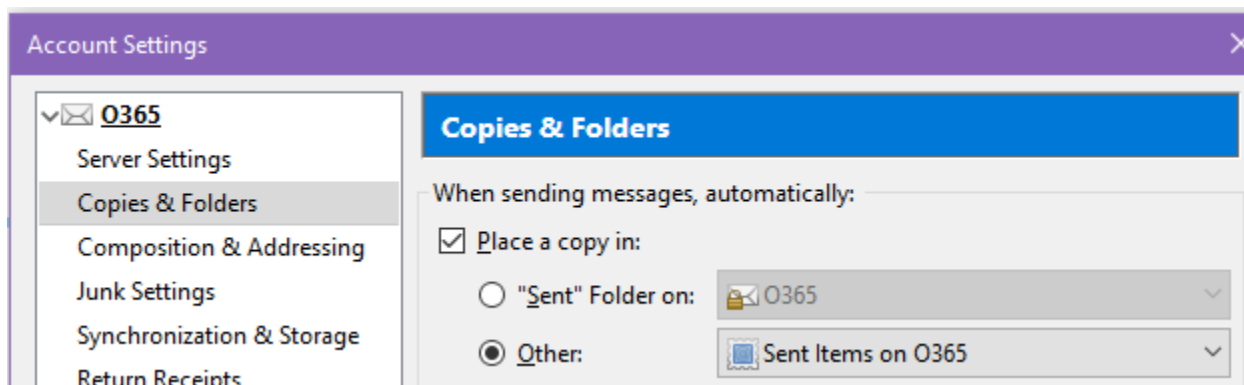 Account Settings
O365
Server Settings
Copies & Folders
Composition & Addressing
Junk Settings
Synchronization & Storage
Return Receipts
Copies & Folders
When sending messages, automatically:
Place a copy in:
"Sent" Folder on: O365
Other: Sent Items on O365